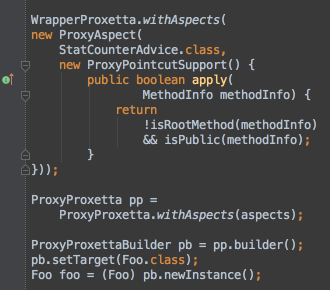 WrapperProxetta.withAspects(
new ProxyAspect(
StatCounterAdvice.class,
new ProxyPointcutSupport() {
public boolean apply(
MethodInfo methodInfo) {
return
!isRootMethod(methodInfo)
&& isPublic(methodInfo);
}
}));
ProxyProxetta pp =
ProxyProxetta.withAspects(aspects);
ProxyProxettaBuilder pb = pp.builder();
pb.setTarget(Foo.class);
Foo foo = (Foo) pb.newInstance();